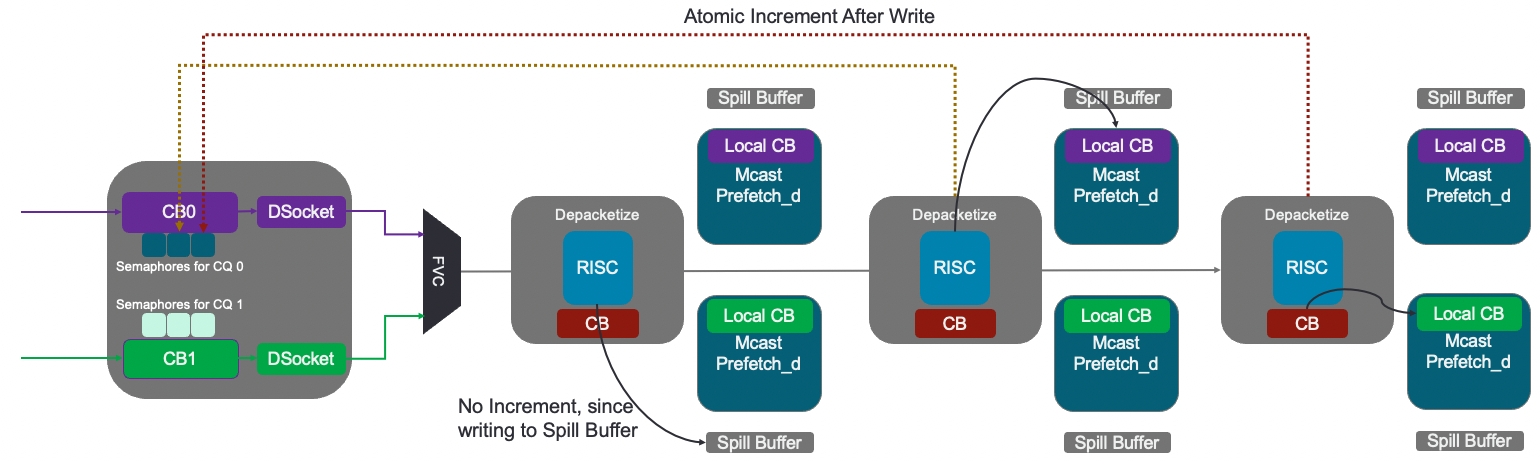 Atomic Increment After Write
Spill Buffer
Spill Buffer
Spill Buffer
Local CB
Mcast
Prefetch_d
Local CB
Mcast
Prefetch_d
Local CB
Mcast
Prefetch_d
CB0
DSocket
Semaphores for CQ 0
Semaphores for CQ 1
CB1
DSocket
FVC
Depacketize
RISC
CB
Depacketize
RISC
CB
Depacketize
RISC
CB
Local CB
Mcast
Prefetch_d
Local CB
Mcast
Prefetch_d
Local CB
Mcast
Prefetch_d
No Increment, since
writing to Spill Buffer
Spill Buffer
Spill Buffer
Spill Buffer